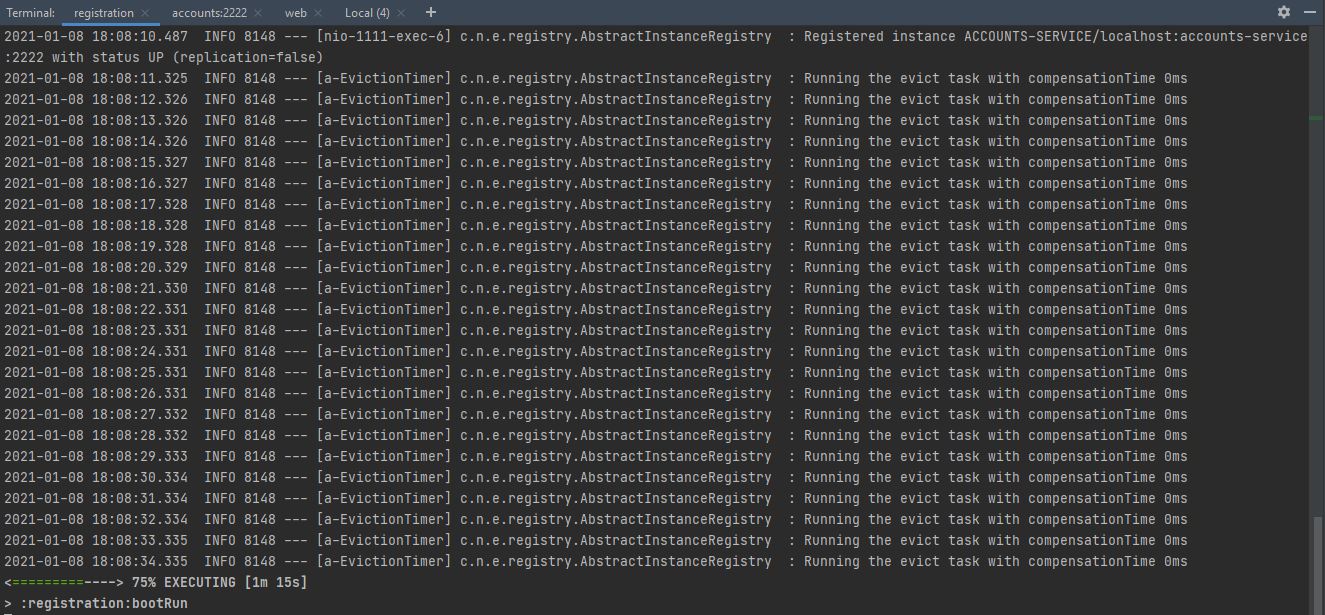 Terminal: registration × accounts:2222 × web × Local (4) × +
2021-01-08 18:08:10.487  INFO 8148 --- [nio-1111-exec-6] c.n.e.registry.AbstractInstanceRegistry  : Registered instance ACCOUNTS-SERVICE/localhost:accounts-service
:2222 with status UP (replication=false)
2021-01-08 18:08:11.325  INFO 8148 --- [a-EvictionTimer] c.n.e.registry.AbstractInstanceRegistry  : Running the evict task with compensationTime 0ms
2021-01-08 18:08:12.326  INFO 8148 --- [a-EvictionTimer] c.n.e.registry.AbstractInstanceRegistry  : Running the evict task with compensationTime 0ms
2021-01-08 18:08:13.326  INFO 8148 --- [a-EvictionTimer] c.n.e.registry.AbstractInstanceRegistry  : Running the evict task with compensationTime 0ms
2021-01-08 18:08:14.326  INFO 8148 --- [a-EvictionTimer] c.n.e.registry.AbstractInstanceRegistry  : Running the evict task with compensationTime 0ms
2021-01-08 18:08:15.327  INFO 8148 --- [a-EvictionTimer] c.n.e.registry.AbstractInstanceRegistry  : Running the evict task with compensationTime 0ms
2021-01-08 18:08:16.327  INFO 8148 --- [a-EvictionTimer] c.n.e.registry.AbstractInstanceRegistry  : Running the evict task with compensationTime 0ms
2021-01-08 18:08:17.328  INFO 8148 --- [a-EvictionTimer] c.n.e.registry.AbstractInstanceRegistry  : Running the evict task with compensationTime 0ms
2021-01-08 18:08:18.328  INFO 8148 --- [a-EvictionTimer] c.n.e.registry.AbstractInstanceRegistry  : Running the evict task with compensationTime 0ms
2021-01-08 18:08:19.328  INFO 8148 --- [a-EvictionTimer] c.n.e.registry.AbstractInstanceRegistry  : Running the evict task with compensationTime 0ms
2021-01-08 18:08:20.329  INFO 8148 --- [a-EvictionTimer] c.n.e.registry.AbstractInstanceRegistry  : Running the evict task with compensationTime 0ms
2021-01-08 18:08:21.330  INFO 8148 --- [a-EvictionTimer] c.n.e.registry.AbstractInstanceRegistry  : Running the evict task with compensationTime 0ms
2021-01-08 18:08:22.331  INFO 8148 --- [a-EvictionTimer] c.n.e.registry.AbstractInstanceRegistry  : Running the evict task with compensationTime 0ms
2021-01-08 18:08:23.331  INFO 8148 --- [a-EvictionTimer] c.n.e.registry.AbstractInstanceRegistry  : Running the evict task with compensationTime 0ms
2021-01-08 18:08:24.331  INFO 8148 --- [a-EvictionTimer] c.n.e.registry.AbstractInstanceRegistry  : Running the evict task with compensationTime 0ms
2021-01-08 18:08:25.331  INFO 8148 --- [a-EvictionTimer] c.n.e.registry.AbstractInstanceRegistry  : Running the evict task with compensationTime 0ms
2021-01-08 18:08:26.331  INFO 8148 --- [a-EvictionTimer] c.n.e.registry.AbstractInstanceRegistry  : Running the evict task with compensationTime 0ms
2021-01-08 18:08:27.332  INFO 8148 --- [a-EvictionTimer] c.n.e.registry.AbstractInstanceRegistry  : Running the evict task with compensationTime 0ms
2021-01-08 18:08:28.332  INFO 8148 --- [a-EvictionTimer] c.n.e.registry.AbstractInstanceRegistry  : Running the evict task with compensationTime 0ms
2021-01-08 18:08:29.333  INFO 8148 --- [a-EvictionTimer] c.n.e.registry.AbstractInstanceRegistry  : Running the evict task with compensationTime 0ms
2021-01-08 18:08:30.334  INFO 8148 --- [a-EvictionTimer] c.n.e.registry.AbstractInstanceRegistry  : Running the evict task with compensationTime 0ms
2021-01-08 18:08:31.334  INFO 8148 --- [a-EvictionTimer] c.n.e.registry.AbstractInstanceRegistry  : Running the evict task with compensationTime 0ms
2021-01-08 18:08:32.334  INFO 8148 --- [a-EvictionTimer] c.n.e.registry.AbstractInstanceRegistry  : Running the evict task with compensationTime 0ms
2021-01-08 18:08:33.335  INFO 8148 --- [a-EvictionTimer] c.n.e.registry.AbstractInstanceRegistry  : Running the evict task with compensationTime 0ms
2021-01-08 18:08:34.335  INFO 8148 --- [a-EvictionTimer] c.n.e.registry.AbstractInstanceRegistry  : Running the evict task with compensationTime 0ms
<=========----> 75% EXECUTING [1m 15s]
> :registration:bootRun